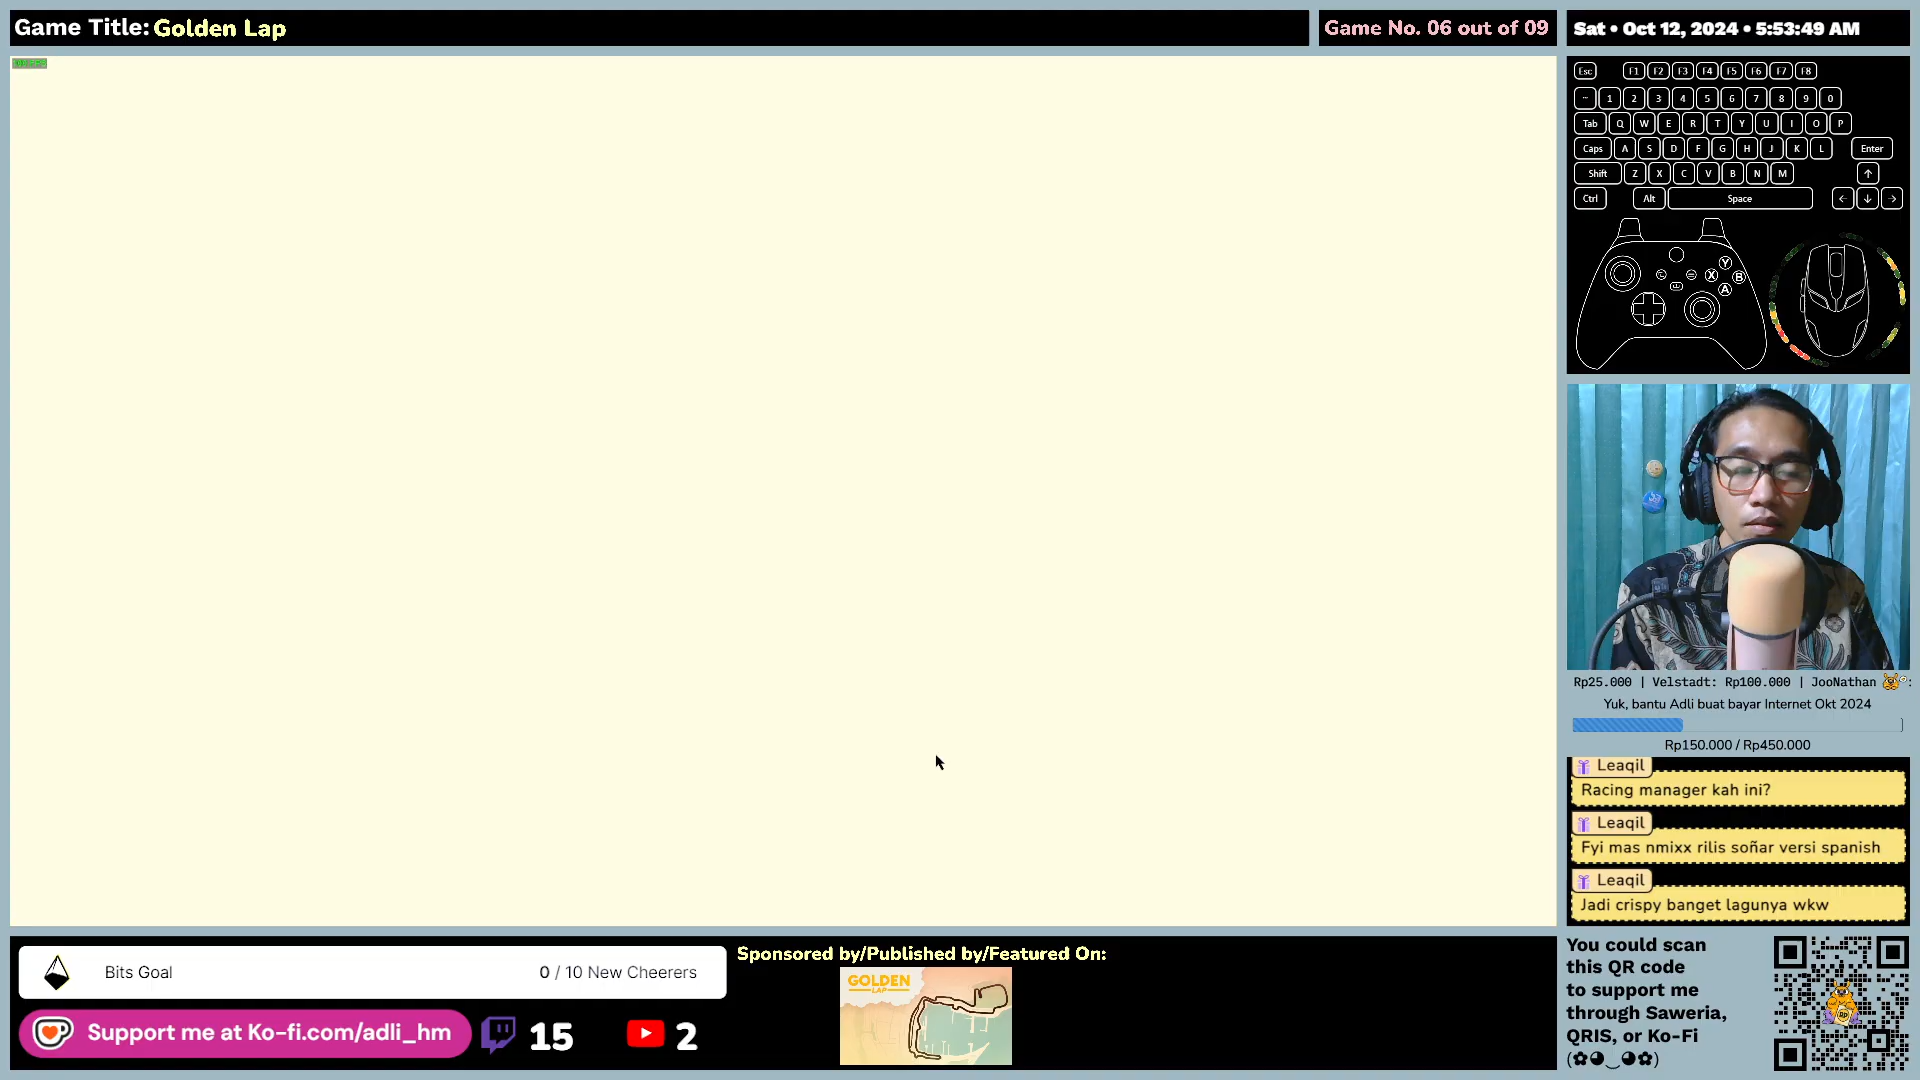 Game Title: Golden Lap
Game No. 06 out of 09
Sat • Oct 12, 2024 • 5:53:49 AM
Esc F1 F2 F3 F4 F5 F6 F7 F8
~ 1 2 3 4 5 6 7 8 9 0
Tab Q W E R T Y U I O P
Caps A S D F G H J K L Enter
Shift Z X C V B N M ↑
Ctrl Alt Space ← ↓ →
Y
X B
A
Rp25.000 | Velstadt: Rp100.000 | JooNathan :
Yuk, bantu Adli buat bayar Internet Okt 2024
Rp150.000 / Rp450.000
Leaqil
Racing manager kah ini?
Leaqil
Fyi mas nmixx rilis soñar versi spanish
Leaqil
Jadi crispy banget lagunya wkw
Bits Goal
0 / 10 New Cheerers
Support me at Ko-fi.com/adli_hm
15
2
Sponsored by/Published by/Featured On:
GOLDEN
LAP
You could scan
this QR code
to support me
through Saweria,
QRIS, or Ko-Fi
(✿◕‿◕✿)